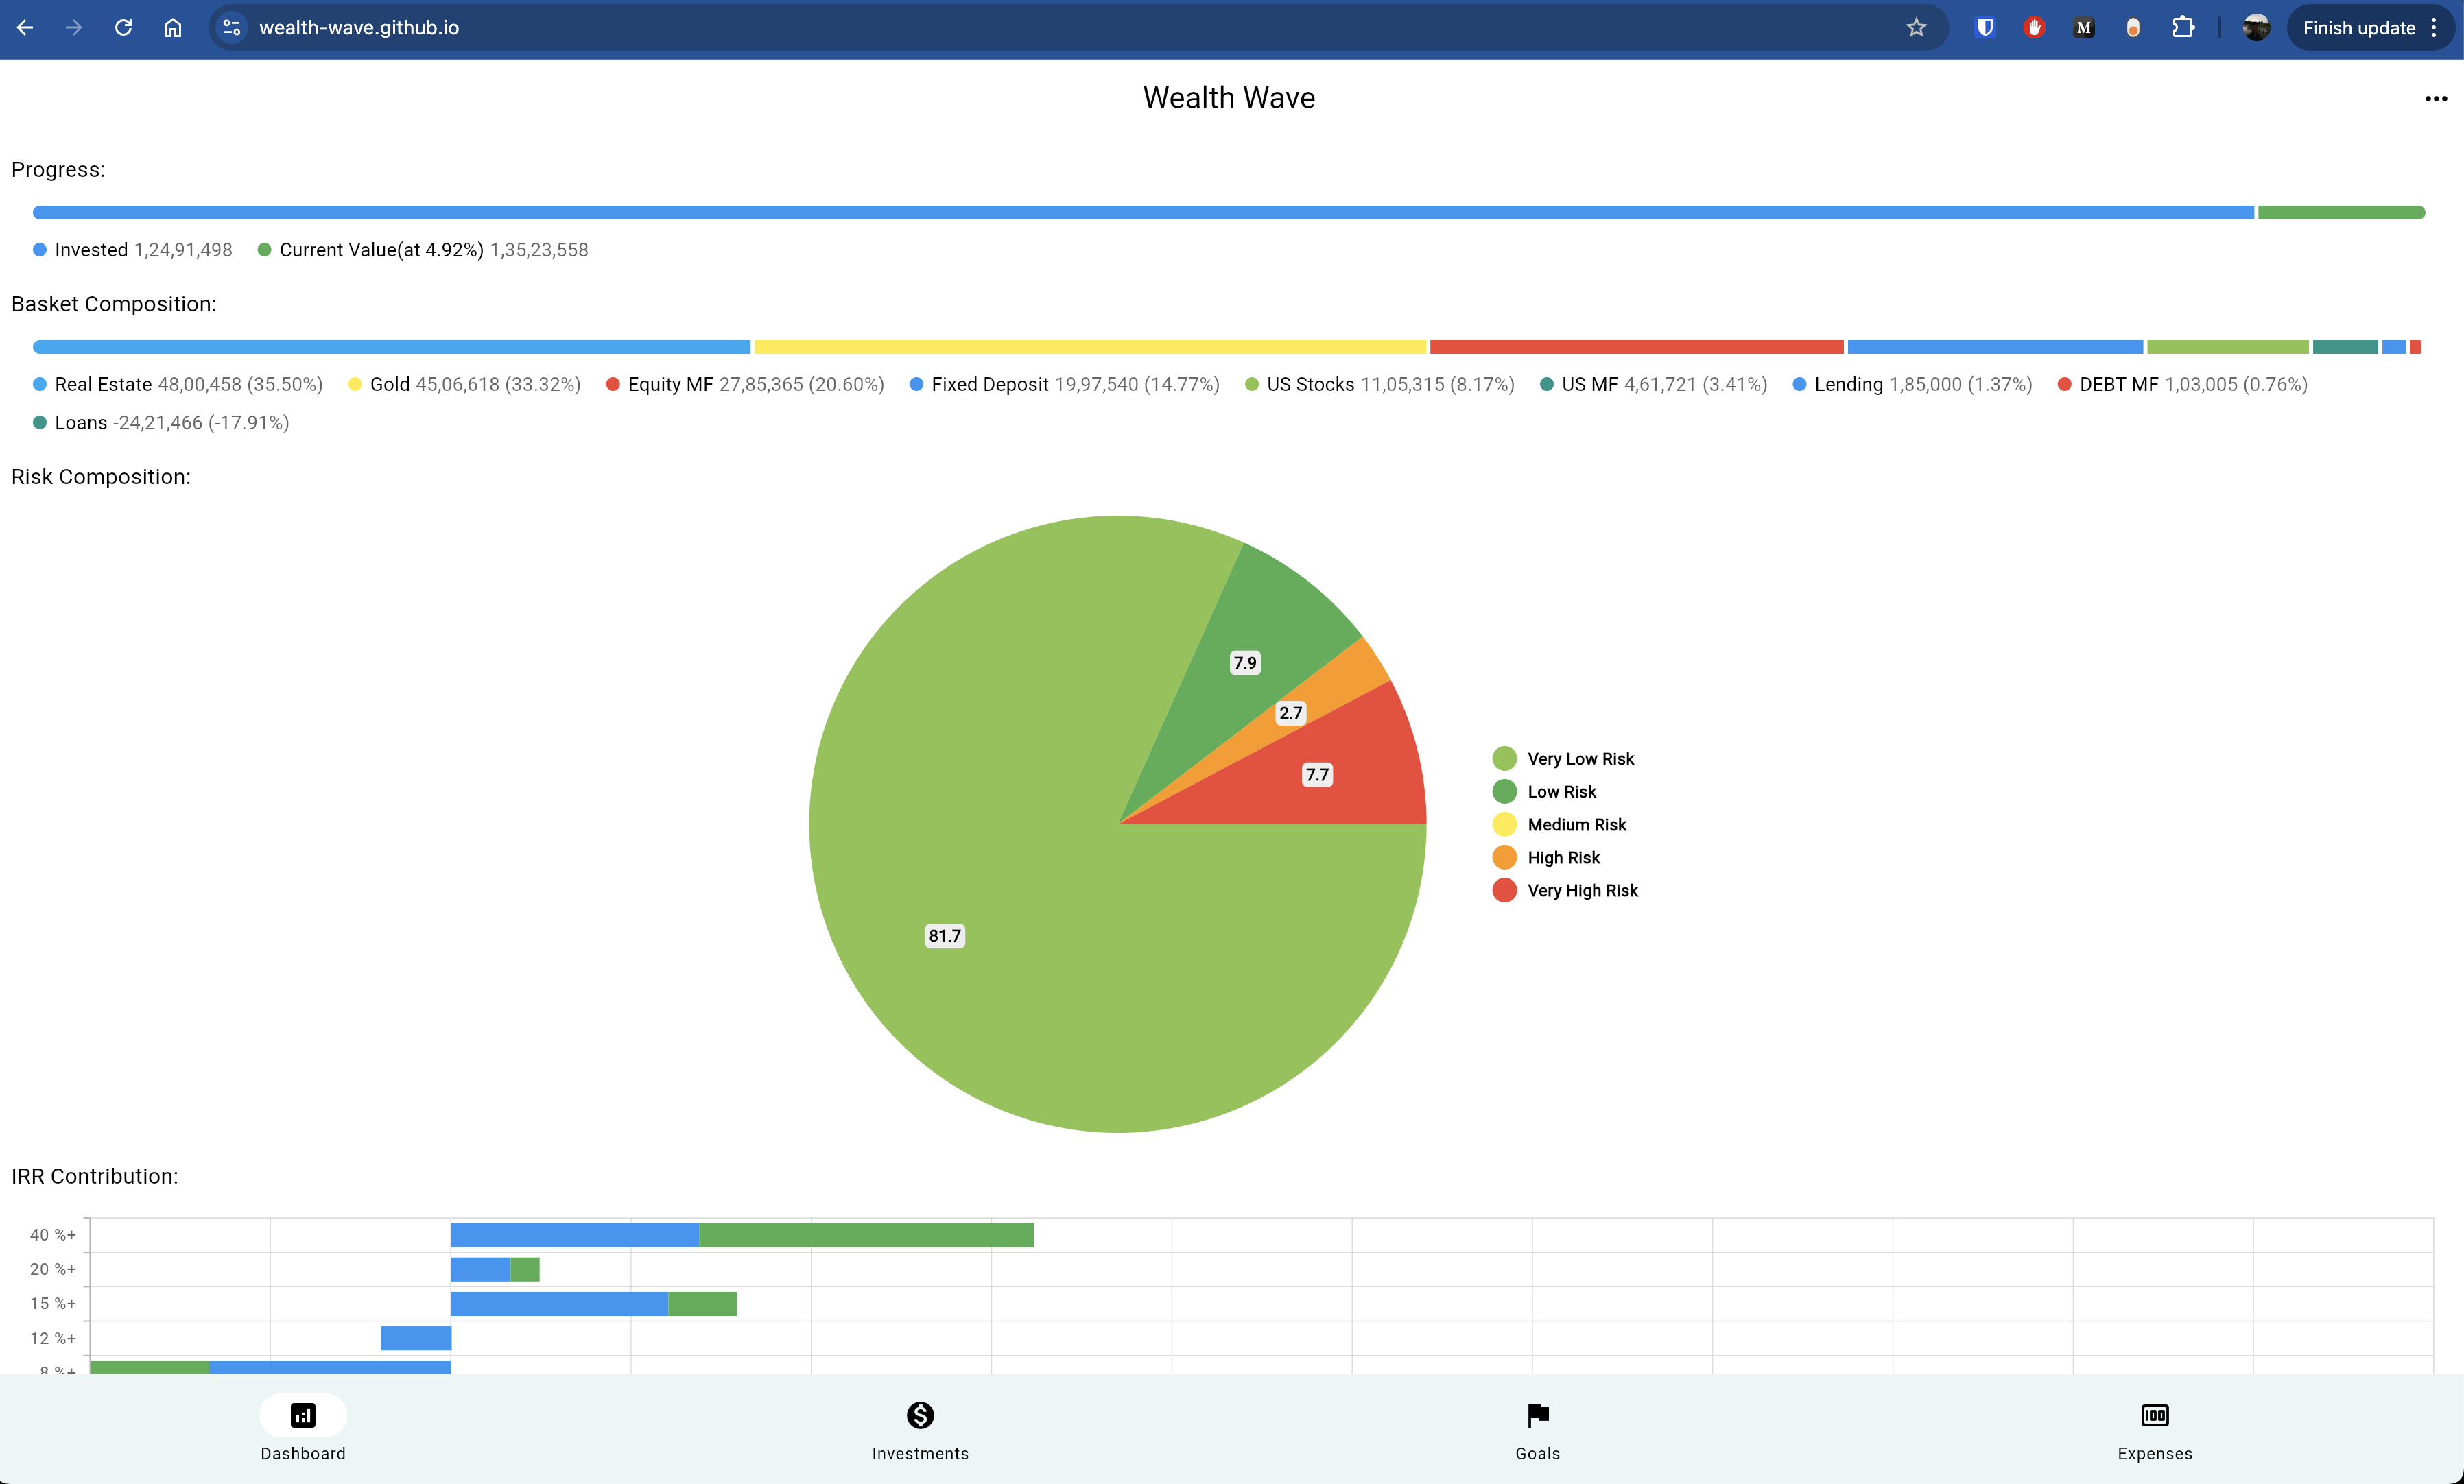 wealth-wave.github.io
Finish update
Wealth Wave
Progress:
Invested 1,24,91,498 Current Value(at 4.92%) 1,35,23,558
Basket Composition:
Real Estate 48,00,458 (35.50%) Gold 45,06,618 (33.32%) Equity MF 27,85,365 (20.60%) Fixed Deposit 19,97,540 (14.77%) US Stocks 11,05,315 (8.17%) US MF 4,61,721 (3.41%) Lending 1,85,000 (1.37%) DEBT MF 1,03,005 (0.76%)
Loans -24,21,466 (-17.91%)
Risk Composition:
7.9
2.7
7.7
81.7
Very Low Risk
Low Risk
Medium Risk
High Risk
Very High Risk
IRR Contribution:
40 %+
20 %+
15 %+
12 %+
8 %+
Dashboard Investments Goals Expenses